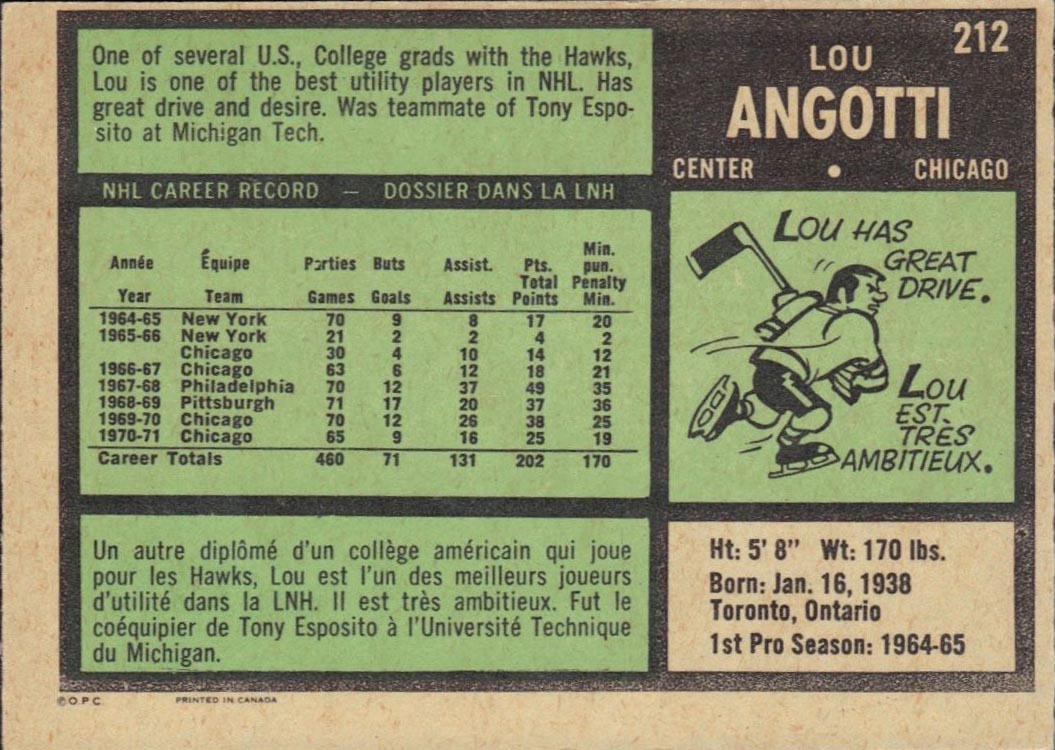 212
LOU
ANGOTTI
CENTER • CHICAGO
One of several U.S., College grads with the Hawks,
Lou is one of the best utility players in NHL. Has
great drive and desire. Was teammate of Tony Espo-
sito at Michigan Tech.
NHL CAREER RECORD — DOSSIER DANS LA LNH
Année Équipe Parties Buts Assist. Pts. Min. pun.
Year Team Games Goals Assists Total Points Penalty Min.
1964-65 New York 70 9 8 17 20
1965-66 New York 21 2 2 4 2
Chicago 30 4 10 14 12
1966-67 Chicago 63 6 12 18 21
1967-68 Philadelphia 70 12 37 49 35
1968-69 Pittsburgh 71 17 20 37 36
1969-70 Chicago 70 12 26 38 25
1970-71 Chicago 65 9 16 25 19
Career Totals 460 71 131 202 170
LOU HAS
GREAT
DRIVE.
LOU
EST
TRÈS
AMBITIEUX.
Un autre diplômé d'un collège américain qui joue
pour les Hawks, Lou est l'un des meilleurs joueurs
d'utilité dans la LNH. Il est très ambitieux. Fut le
coéquipier de Tony Esposito à l'Université Technique
du Michigan.
Ht: 5' 8" Wt: 170 lbs.
Born: Jan. 16, 1938
Toronto, Ontario
1st Pro Season: 1964-65
© O.P.C. PRINTED IN CANADA